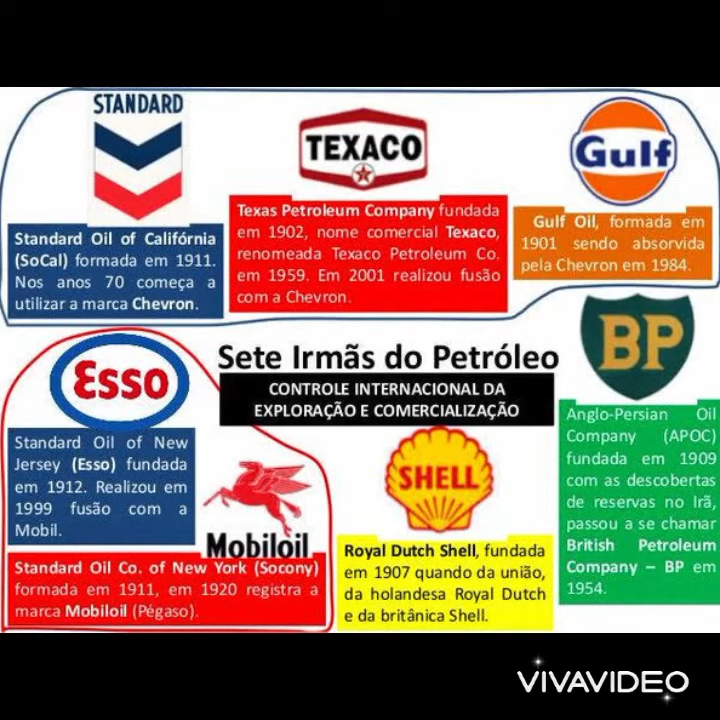 STANDARD
Standard Oil of Califórnia
(SoCal) formada em 1911.
Nos anos 70 começa a
utilizar a marca Chevron.
TEXACO
Texas Petroleum Company fundada
em 1902, nome comercial Texaco,
renomeada Texaco Petroleum Co.
em 1959. Em 2001 realizou fusão
com a Chevron.
Gulf
Gulf Oil, formada em
1901 sendo absorvida
pela Chevron em 1984.
Sete Irmãs do Petróleo
CONTROLE INTERNACIONAL DA
EXPLORAÇÃO E COMERCIALIZAÇÃO
Esso
Standard Oil of New
Jersey (Esso) fundada
em 1912. Realizou em
1999 fusão com a
Mobil.
Mobiloil
Standard Oil Co. of New York (Socony)
formada em 1911, em 1920 registra a
marca Mobiloil (Pégaso).
SHELL
Royal Dutch Shell, fundada
em 1907 quando da união,
da holandesa Royal Dutch
e da britânica Shell.
BP
Anglo-Persian Oil
Company (APOC)
fundada em 1909
com as descobertas
de reservas no Irã,
passou a se chamar
British Petroleum
Company – BP em
1954.
VIVAVIDEO